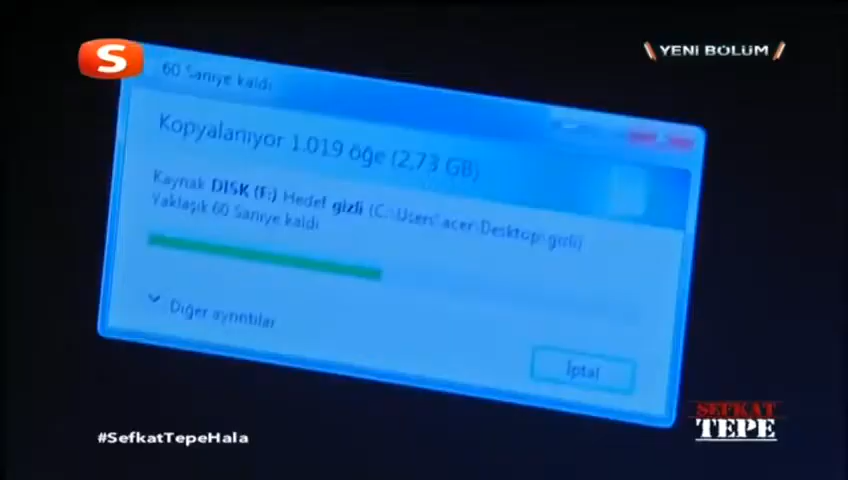 S
YENİ BÖLÜM
60 Saniye kaldı
Kopyalanıyor 1.019 öğe (2,73 GB)
Kaynak DISK (F:) Hedef gizli (C:\Users\acer\Desktop\gizli)
Yaklaşık 60 Saniye kaldı
Diğer ayrıntılar
İptal
SEFKAT
TEPE
#SefkatTepeHala